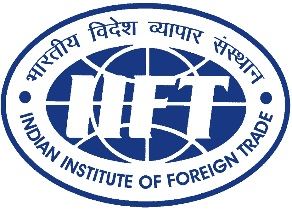 भारतीय विदेश व्यापार संस्थान
IIFT
INDIAN INSTITUTE OF FOREIGN TRADE